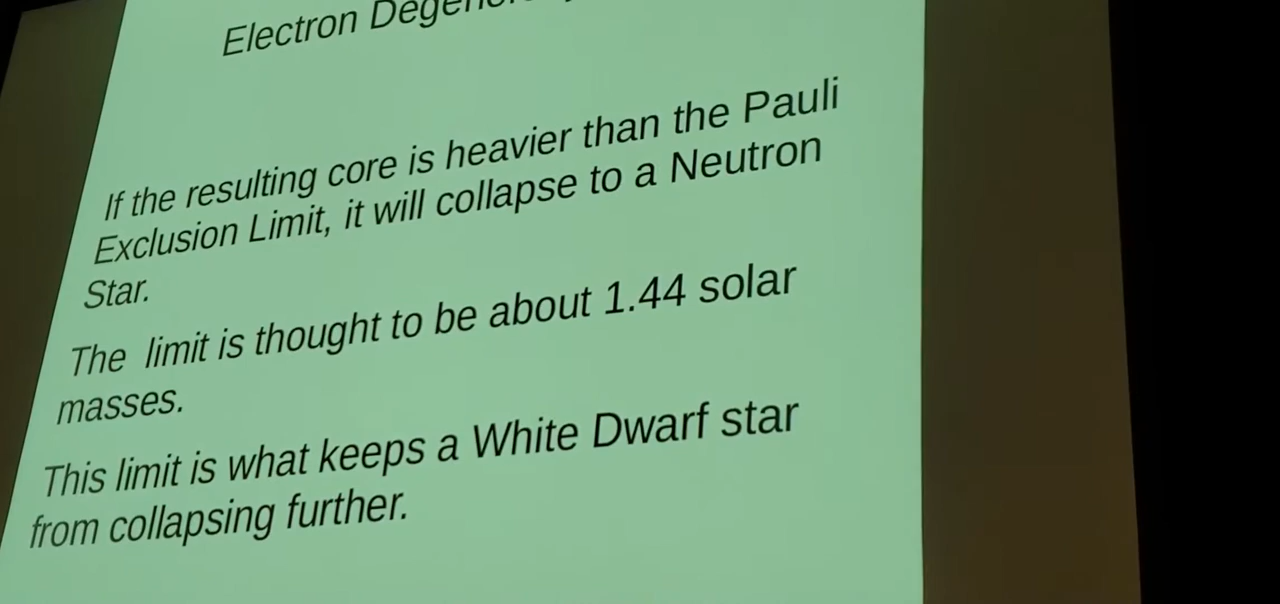 Electron
If the resulting core is heavier than the Pauli
Exclusion Limit, it will collapse to a Neutron
Star.
The limit is thought to be about 1.44 solar
masses.
This limit is what keeps a White Dwarf star
from collapsing further.